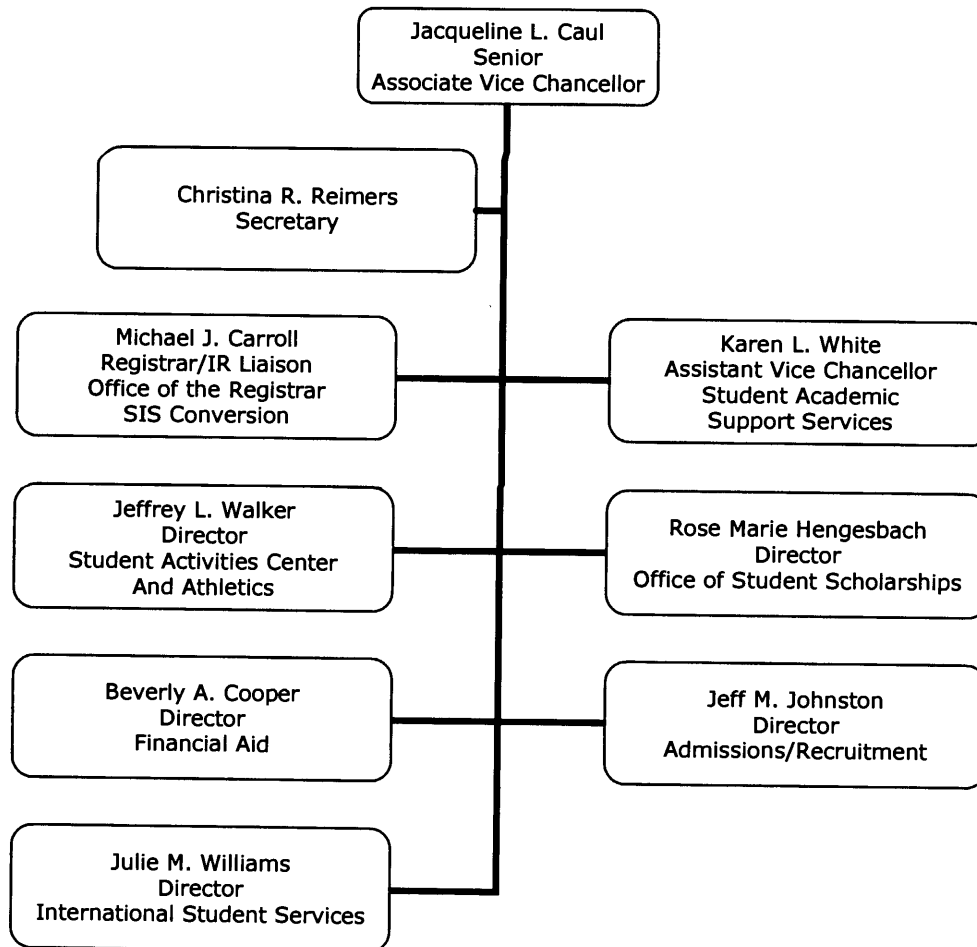 Jacqueline L. Caul
Senior
Associate Vice Chancellor
Christina R. Reimers
Secretary
Michael J. Carroll
Registrar/IR Liaison
Office of the Registrar
SIS Conversion
Karen L. White
Assistant Vice Chancellor
Student Academic
Support Services
Jeffrey L. Walker
Director
Student Activities Center
And Athletics
Rose Marie Hengesbach
Director
Office of Student Scholarships
Beverly A. Cooper
Director
Financial Aid
Jeff M. Johnston
Director
Admissions/Recruitment
Julie M. Williams
Director
International Student Services